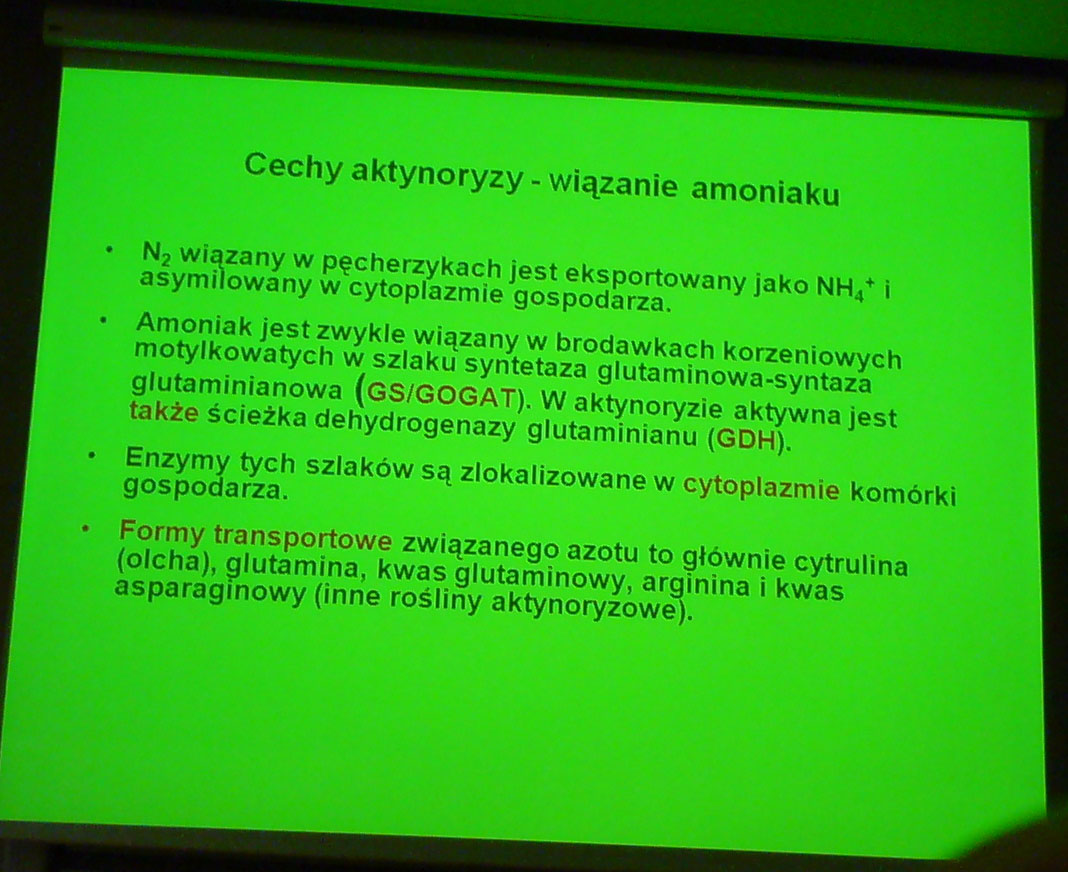 Cechy aktynoryzy - wiązanie amoniaku
• N₂ wiązany w pęcherzykach jest eksportowany jako NH₄⁺ i
asymilowany w cytoplazmie gospodarza.
• Amoniak jest zwykle wiązany w brodawkach korzeniowych
motylkowatych w szlaku syntetaza glutaminowa-syntaza
glutaminianowa (GS/GOGAT). W aktynoryzie aktywna jest
także ścieżka dehydrogenazy glutaminianu (GDH).
• Enzymy tych szlaków są zlokalizowane w cytoplazmie komórki
gospodarza.
• Formy transportowe związanego azotu to głównie cytrulina
(olcha), glutamina, kwas glutaminowy, arginina i kwas
asparaginowy (inne rośliny aktynoryzowe).